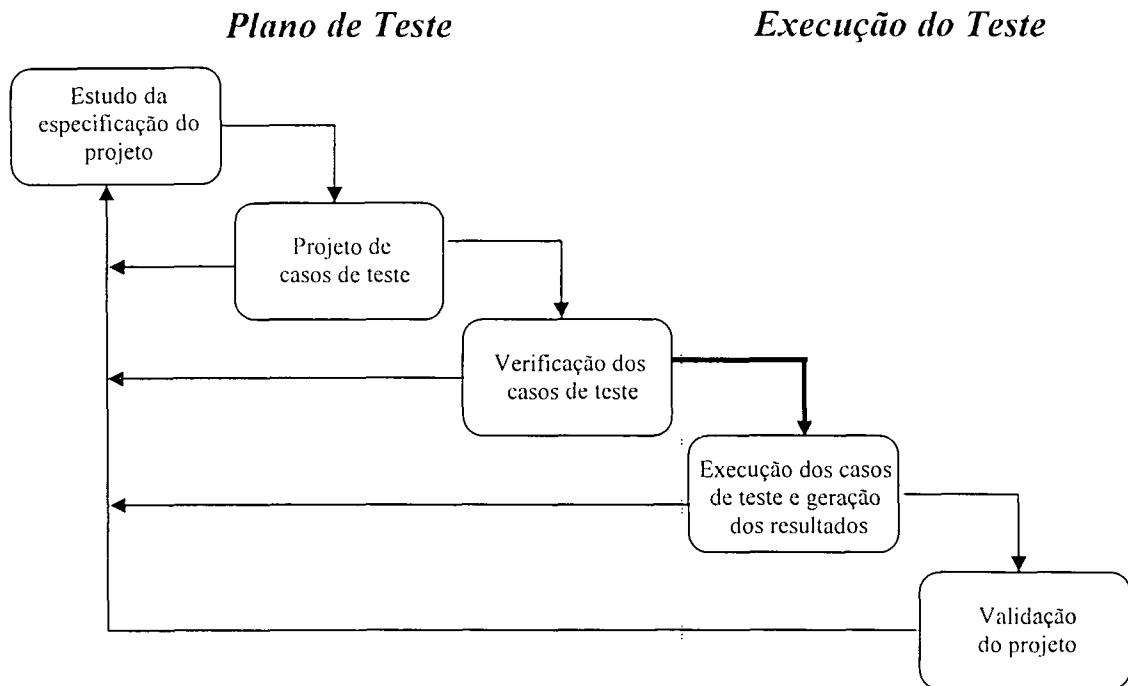 Plano de Teste
Execução do Teste
Estudo da
especificação do
projeto
Projeto de
casos de teste
Verificação dos
casos de teste
Execução dos casos
de teste e geração
dos resultados
Validação
do projeto